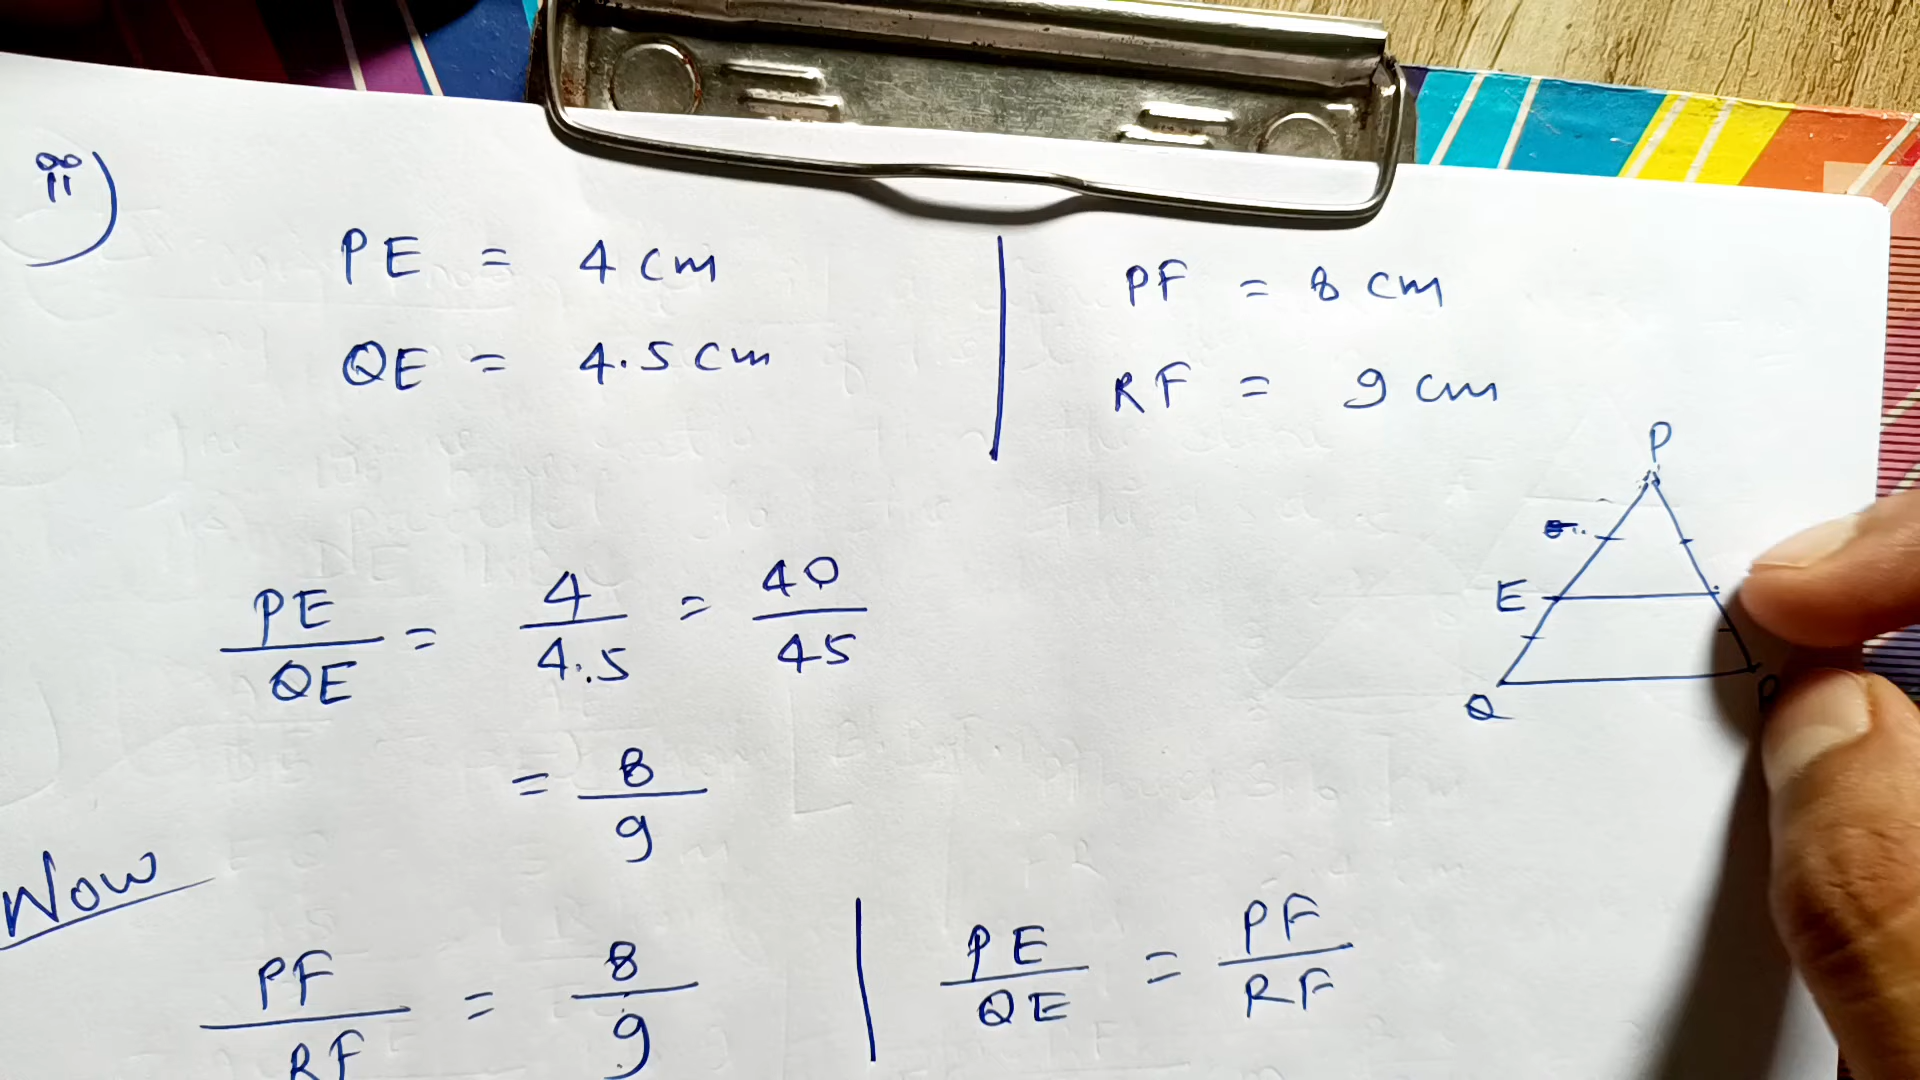 ii)
PE = 4 cm
QE = 4.5 cm
PF = 8 cm
RF = 9 cm
PE/QE = 4/4.5 = 40/45
= 8/9
P
E
Q
Now
PF/RF = 8/9
PE/QE = PF/RF